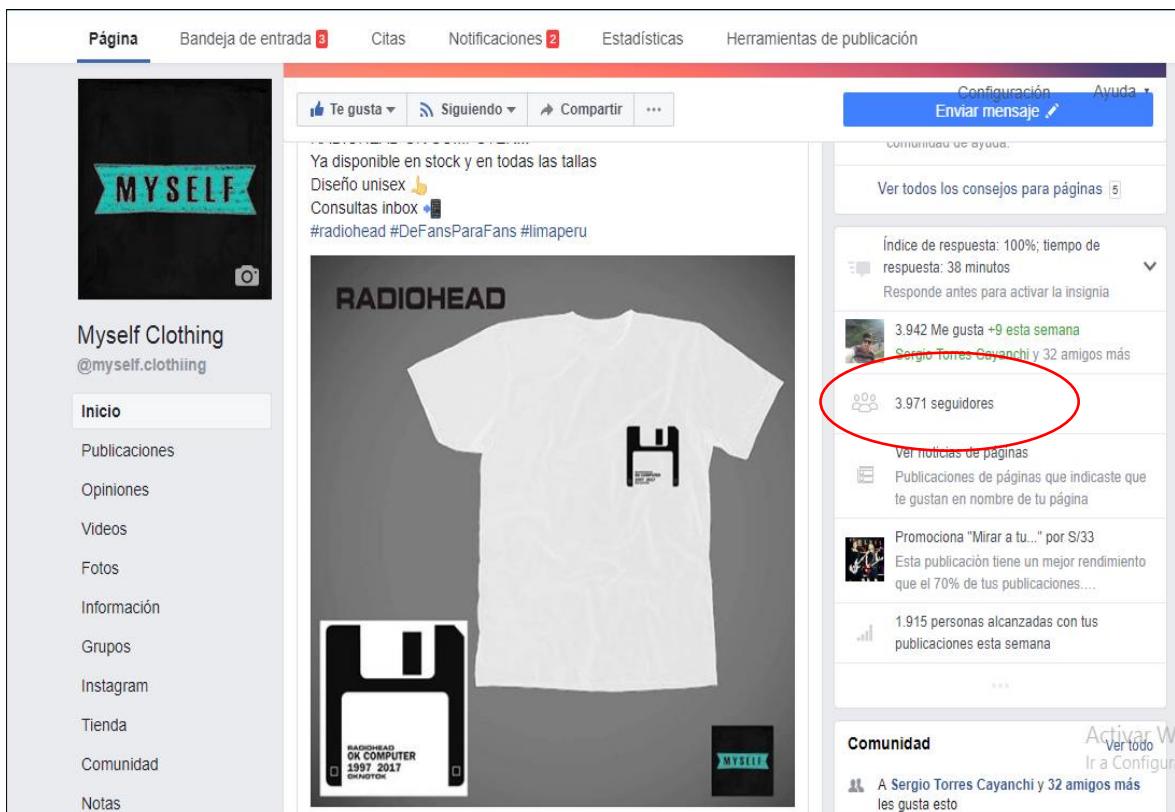 Página Bandeja de entrada 3 Citas Notificaciones 2 Estadísticas Herramientas de publicación
Configuración Ayuda
Te gusta Siguiendo Compartir ...
Enviar mensaje
MYSELF
Myself Clothing
@myself.clothiing
Inicio
Publicaciones
Opiniones
Videos
Fotos
Información
Grupos
Instagram
Tienda
Comunidad
Notas
Ya disponible en stock y en todas las tallas
Diseño unisex
Consultas inbox
#radiohead #DeFansParaFans #limaperu
RADIOHEAD
RADIOHEAD
OK COMPUTER
1997 2017
OKNOTOK
MYSELF
comunidad de ayuda.
Ver todos los consejos para páginas 5
Índice de respuesta: 100%; tiempo de
respuesta: 38 minutos
Responde antes para activar la insignia
3.942 Me gusta +9 esta semana
Sergio Torres Cayanchi y 32 amigos más
3.971 seguidores
Ver noticias de páginas
Publicaciones de páginas que indicaste que
te gustan en nombre de tu página
Promociona "Mirar a tu..." por S/33
Esta publicación tiene un mejor rendimiento
que el 70% de tus publicaciones....
1.915 personas alcanzadas con tus
publicaciones esta semana
...
Comunidad Ver todo
Activar W
Ir a Configur
A Sergio Torres Cayanchi y 32 amigos más
les gusta esto